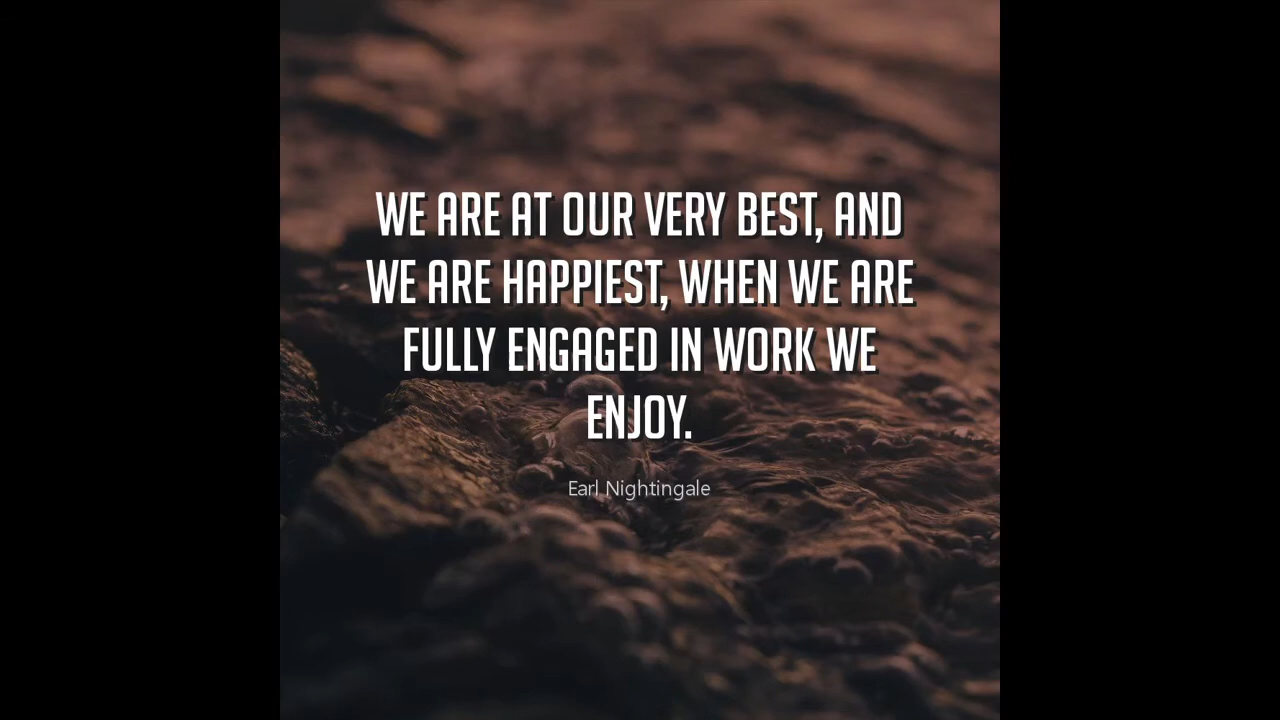 WE ARE AT OUR VERY BEST, AND
WE ARE HAPPIEST, WHEN WE ARE
FULLY ENGAGED IN WORK WE
ENJOY.
Earl Nightingale